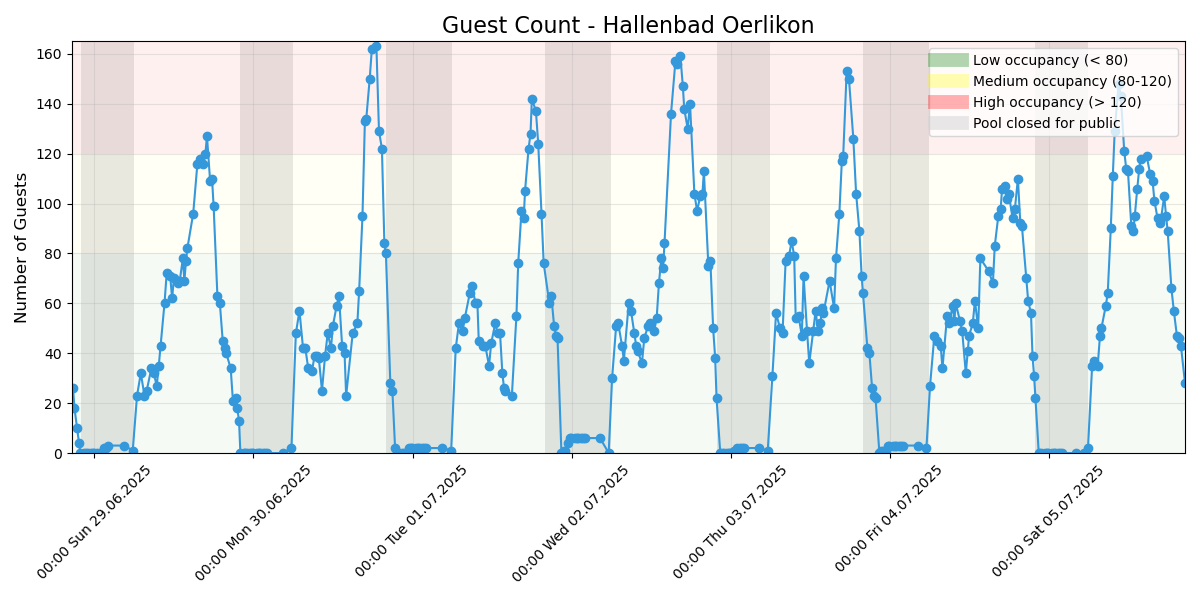 Guest Count - Hallenbad Oerlikon
Number of Guests
160
140
120
100
80
60
40
20
0
Low occupancy (< 80)
Medium occupancy (80-120)
High occupancy (> 120)
Pool closed for public
00:00 Sun 29.06.2025
00:00 Mon 30.06.2025
00:00 Tue 01.07.2025
00:00 Wed 02.07.2025
00:00 Thu 03.07.2025
00:00 Fri 04.07.2025
00:00 Sat 05.07.2025